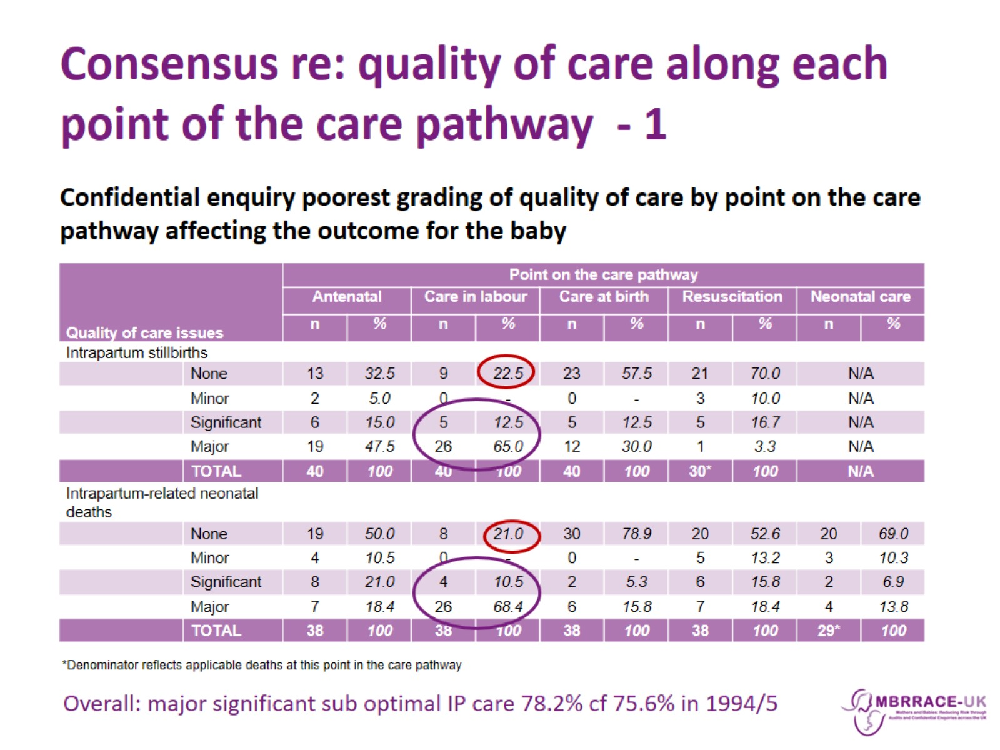 Consensus re: quality of care along each
point of the care pathway - 1
Confidential enquiry poorest grading of quality of care by point on the care
pathway affecting the outcome for the baby
Point on the care pathway
Antenatal Care in labour Care at birth Resuscitation Neonatal care
Quality of care issues n % n % n % n % n %
Intrapartum stillbirths
None 13 32.5 9 22.5 23 57.5 21 70.0 N/A
Minor 2 5.0 0 - 0 - 3 10.0 N/A
Significant 6 15.0 5 12.5 5 12.5 5 16.7 N/A
Major 19 47.5 26 65.0 12 30.0 1 3.3 N/A
TOTAL 40 100 40 100 40 100 30* 100 N/A
Intrapartum-related neonatal
deaths
None 19 50.0 8 21.0 30 78.9 20 52.6 20 69.0
Minor 4 10.5 0 - 0 - 5 13.2 3 10.3
Significant 8 21.0 4 10.5 2 5.3 6 15.8 2 6.9
Major 7 18.4 26 68.4 6 15.8 7 18.4 4 13.8
TOTAL 38 100 38 100 38 100 38 100 29* 100
*Denominator reflects applicable deaths at this point in the care pathway
Overall: major significant sub optimal IP care 78.2% cf 75.6% in 1994/5
MBRRACE-UK
Mothers and Babies: Reducing Risk through
Audits and Confidential Enquiries across the UK